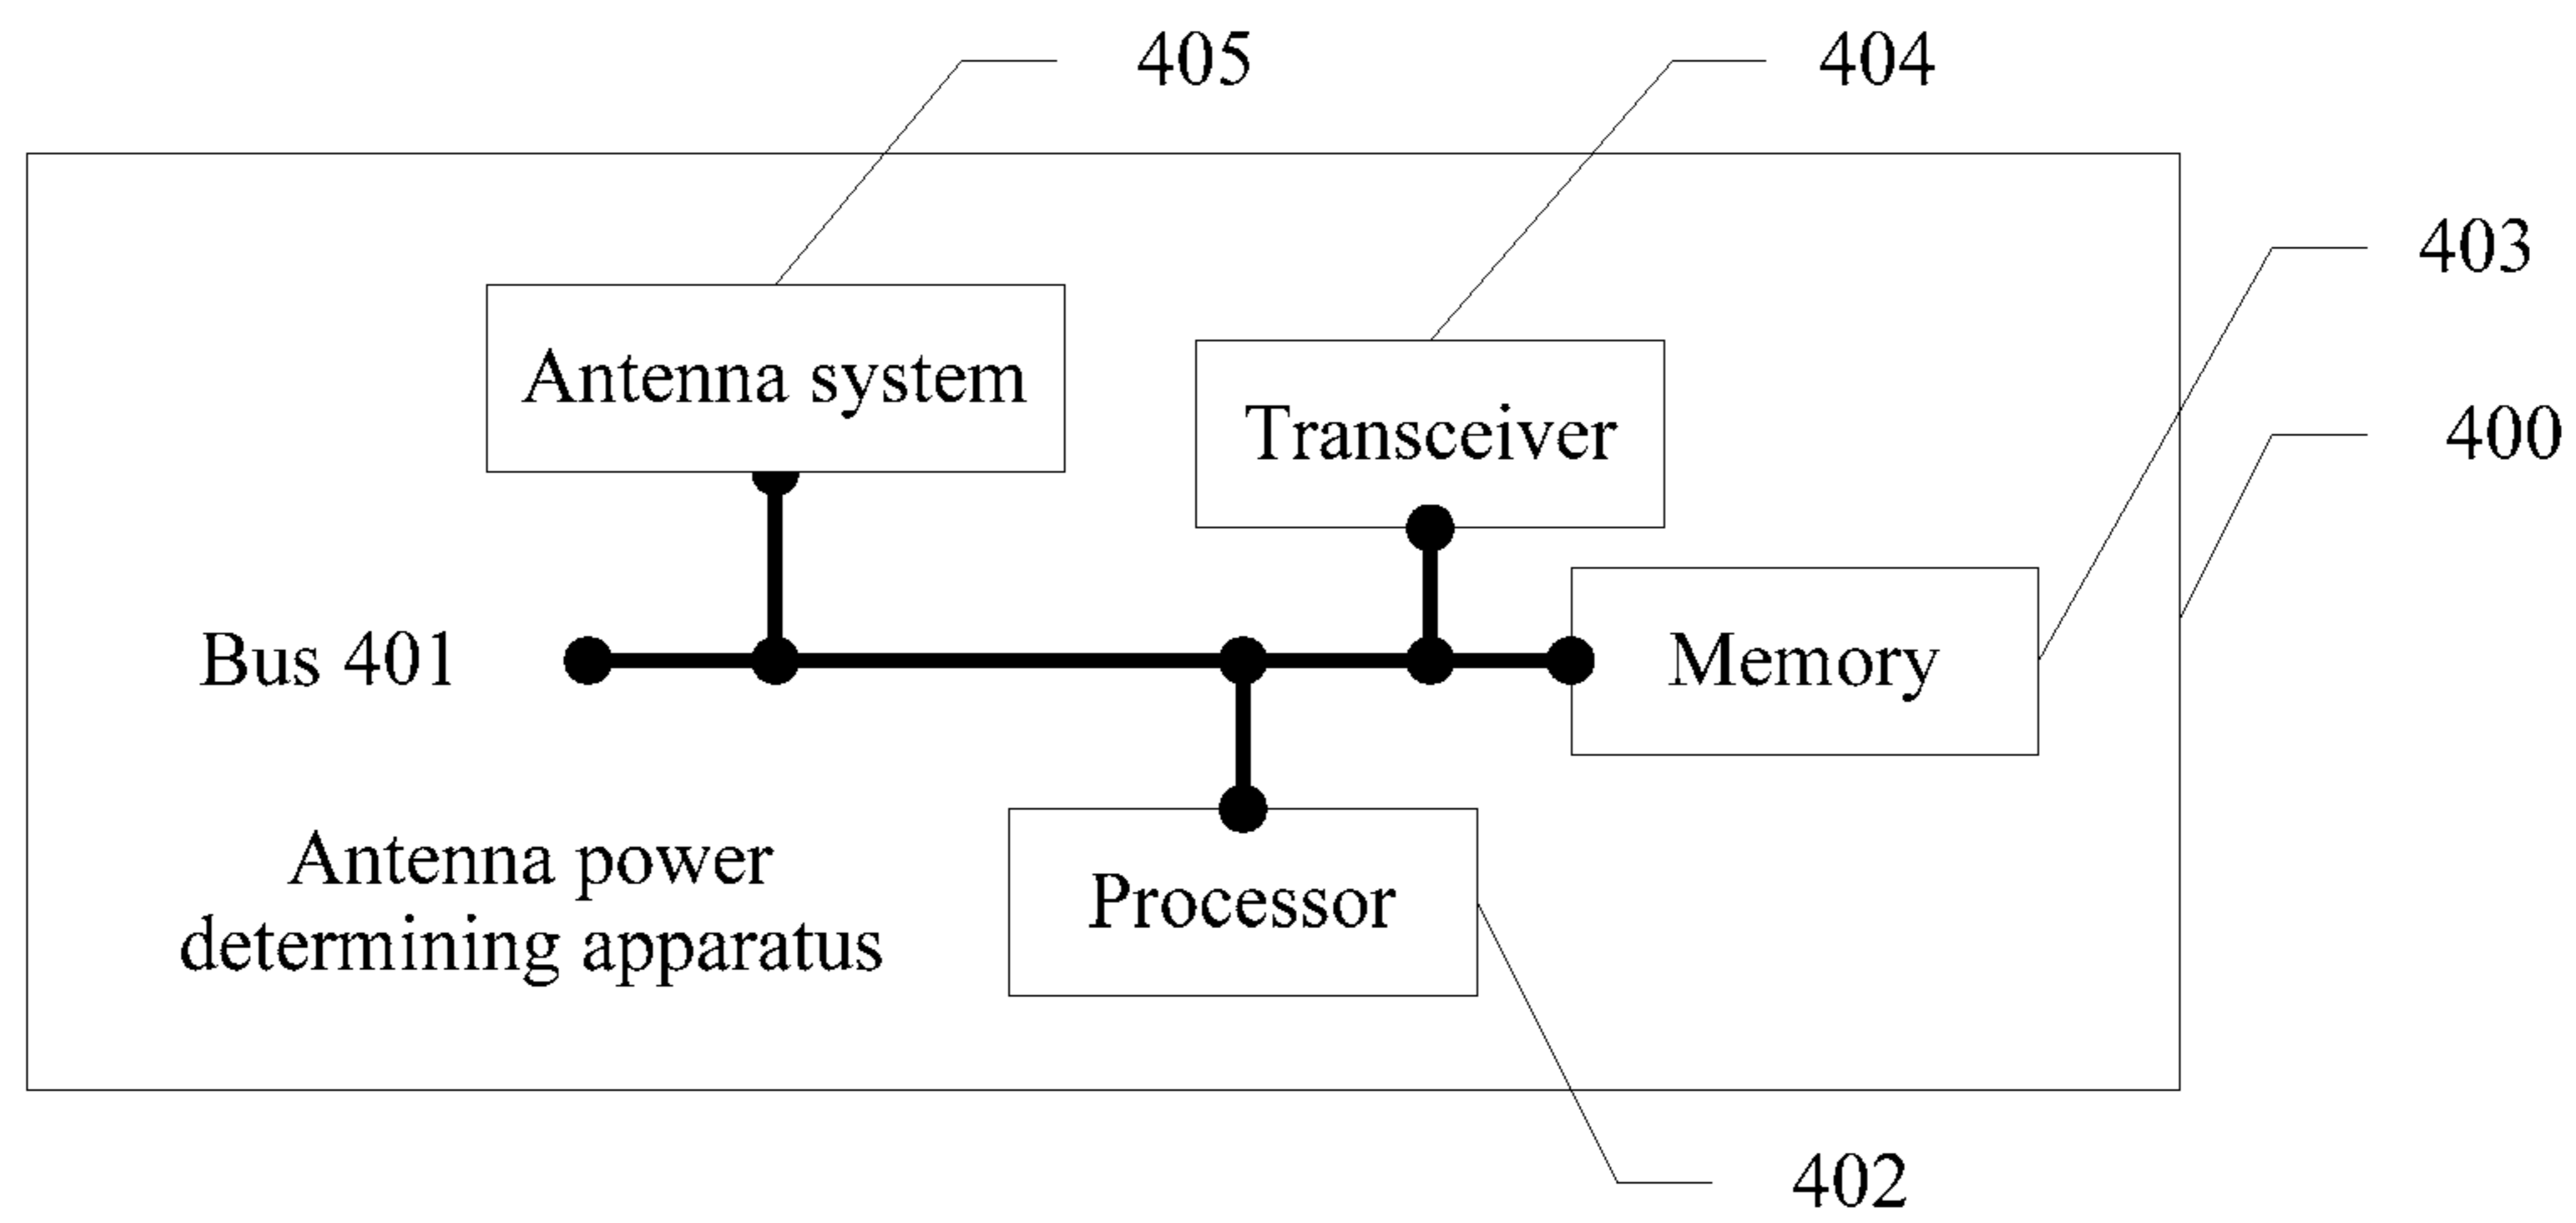 405
404
403
Antenna system
Transceiver
400
Bus 401
Memory
Antenna power
determining apparatus
Processor
402